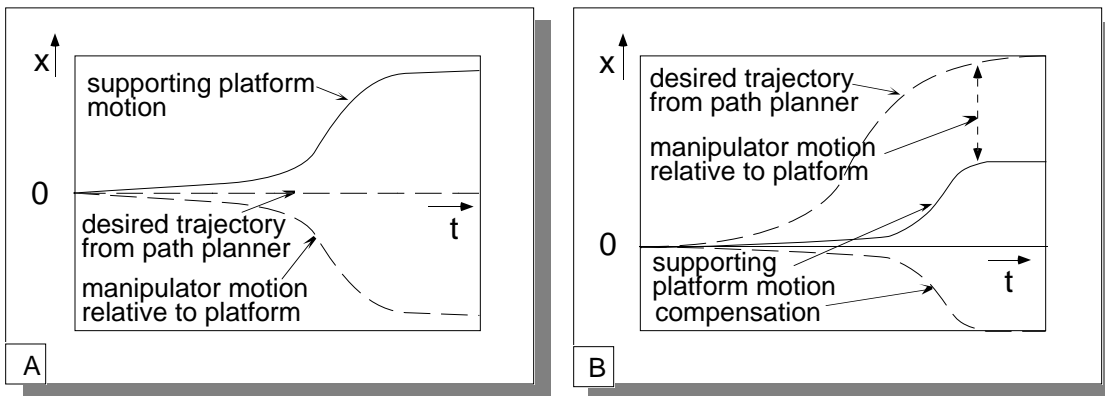 x
supporting platform
motion
0
desired trajectory
from path planner
t
manipulator motion
relative to platform
A
x
desired trajectory
from path planner
manipulator motion
relative to platform
0
supporting
platform motion
compensation
t
B